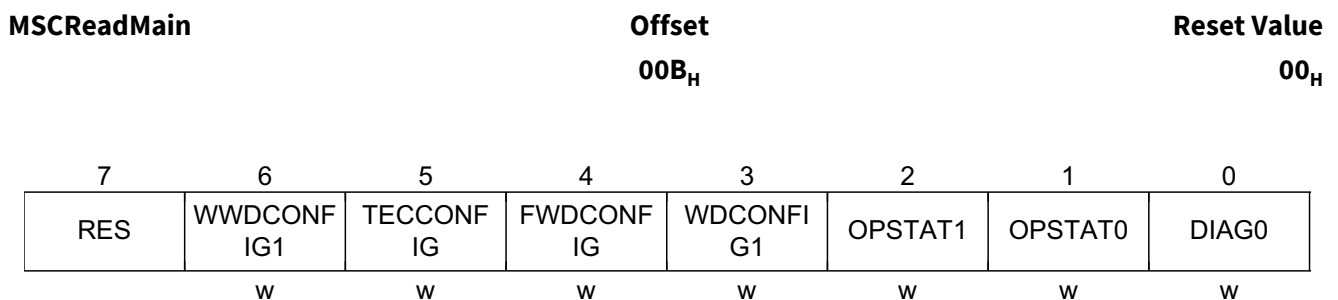 MSCReadMain Offset Reset Value
00B_H 00_H
7 6 5 4 3 2 1 0
RES WWDCONF TECCONF FWDCONF WDCONFI OPSTAT1 OPSTAT0 DIAG0
IG1 IG IG G1
w w w w w w w